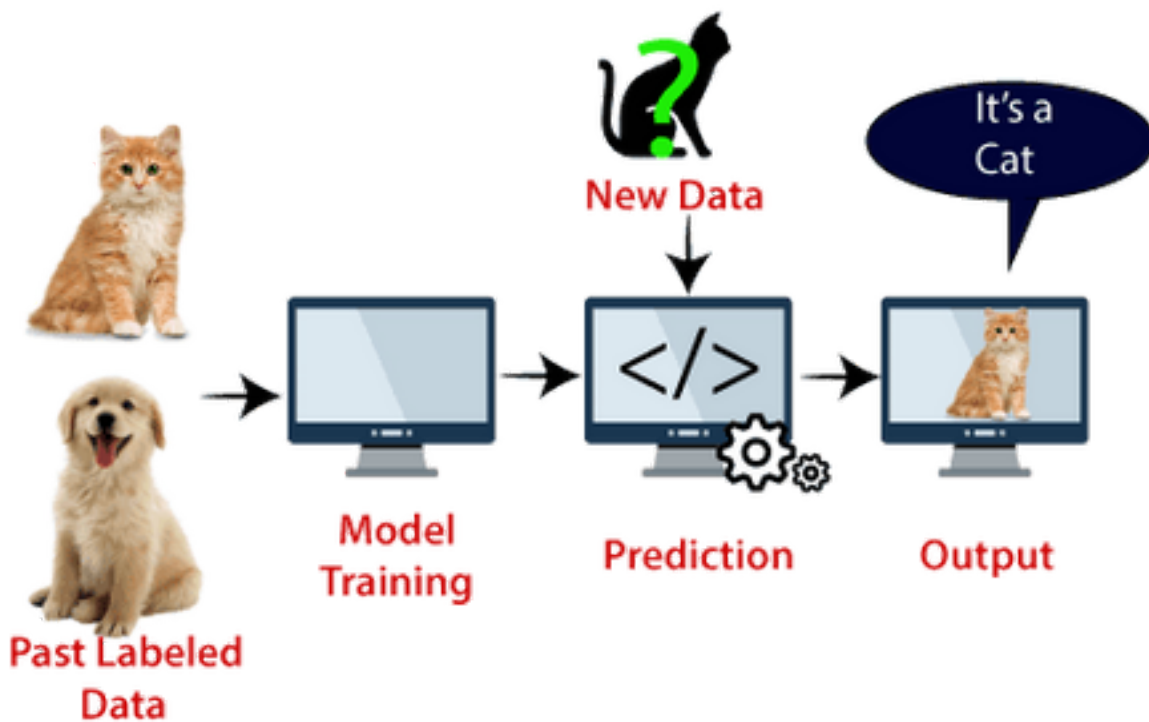 It's a
Cat
New Data
</>
Model
Training
Prediction
Output
Past Labeled
Data
?